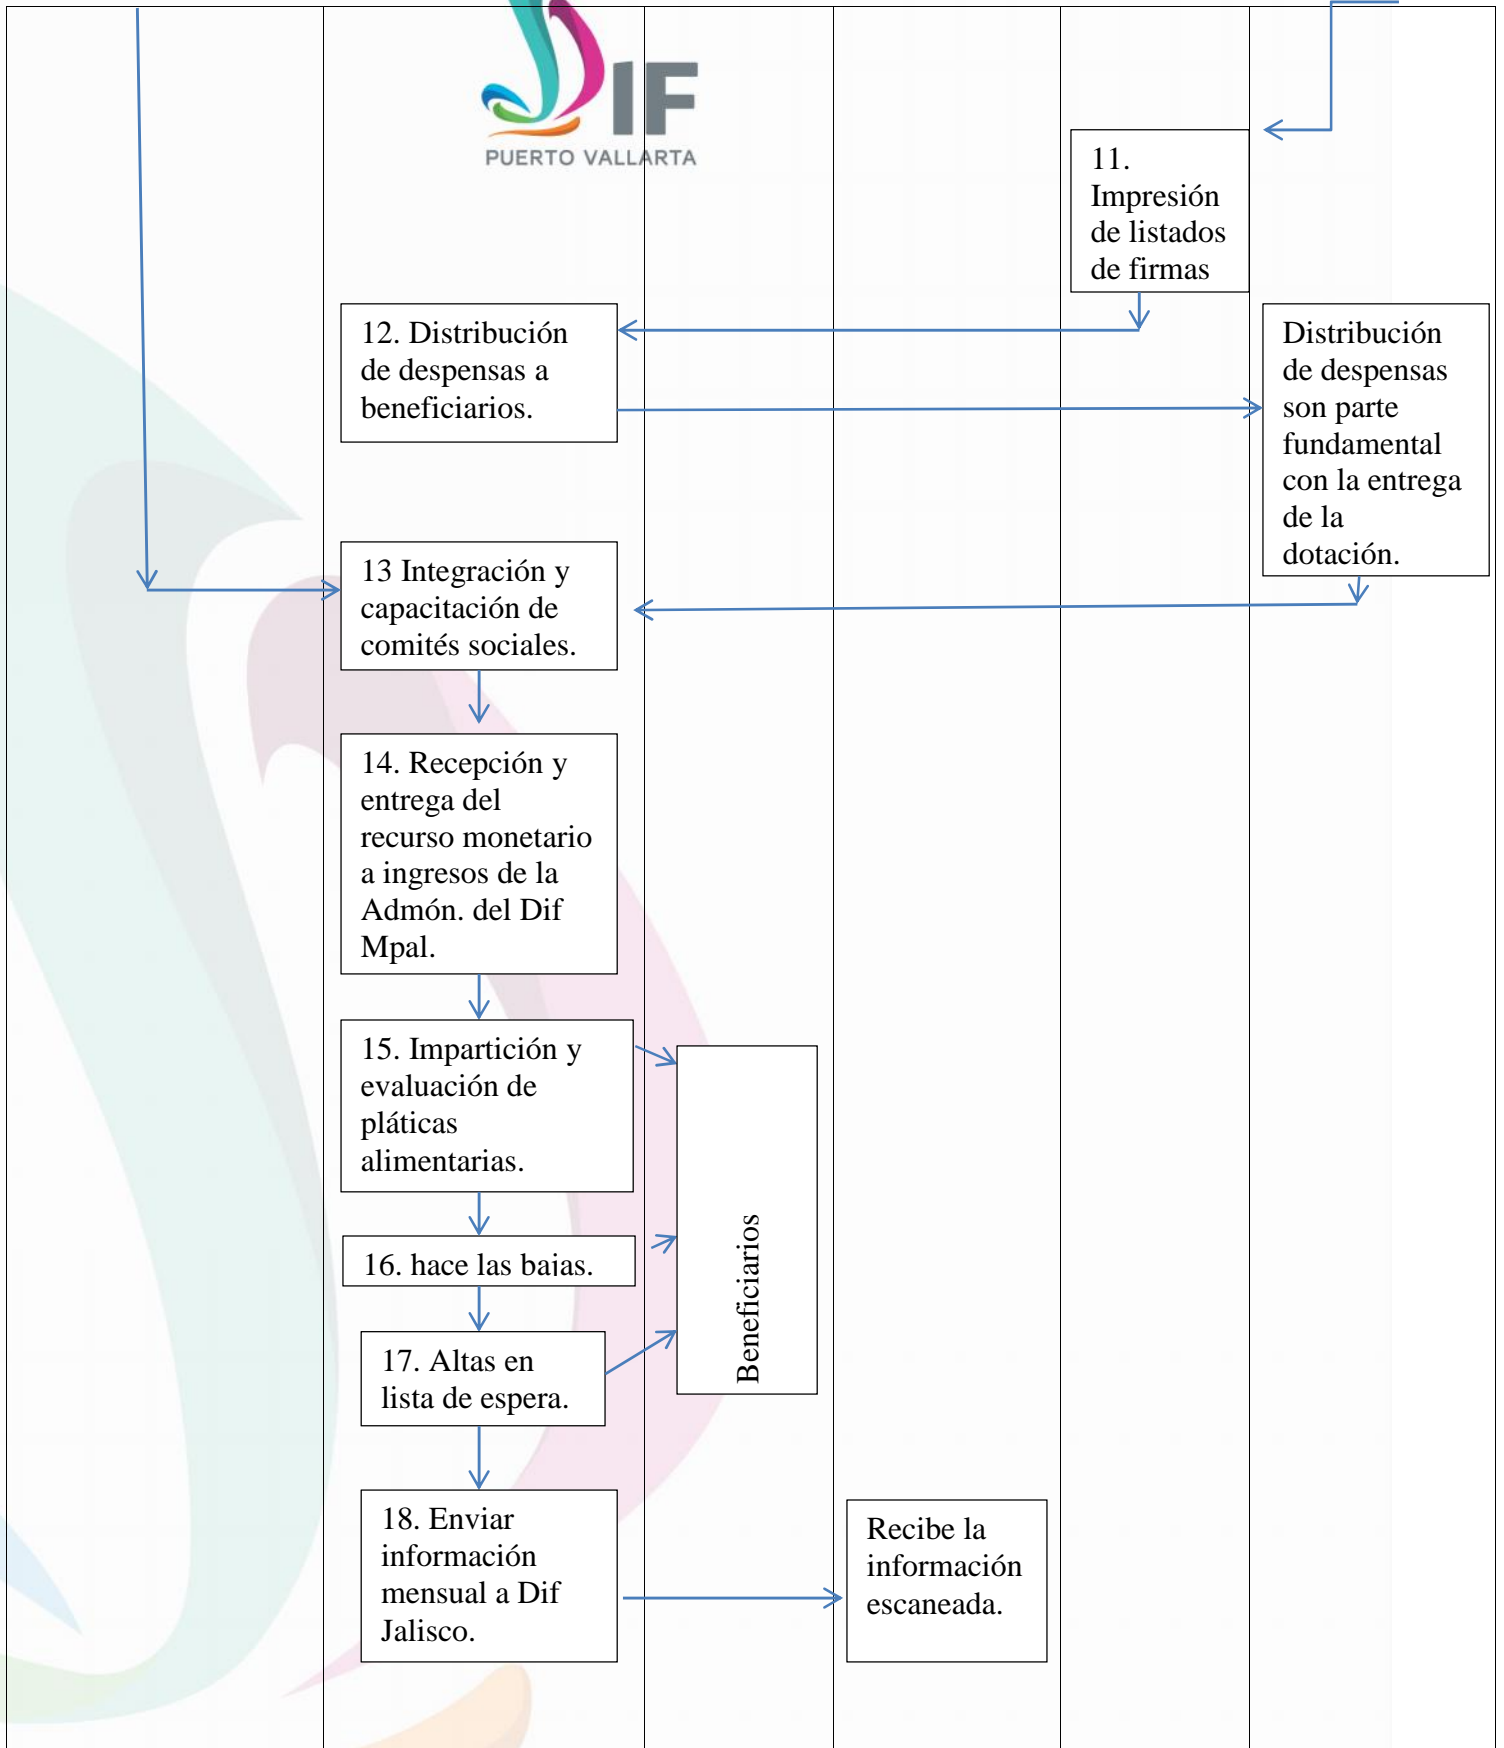 IF
PUERTO VALLARTA
11.
Impresión
de listados
de firmas
12. Distribución
de despensas a
beneficiarios.
Distribución
de despensas
son parte
fundamental
con la entrega
de la
dotación.
13 Integración y
capacitación de
comités sociales.
14. Recepción y
entrega del
recurso monetario
a ingresos de la
Admón. del Dif
Mpal.
15. Impartición y
evaluación de
pláticas
alimentarias.
Beneficiarios
16. hace las bajas.
17. Altas en
lista de espera.
18. Enviar
información
mensual a Dif
Jalisco.
Recibe la
información
escaneada.